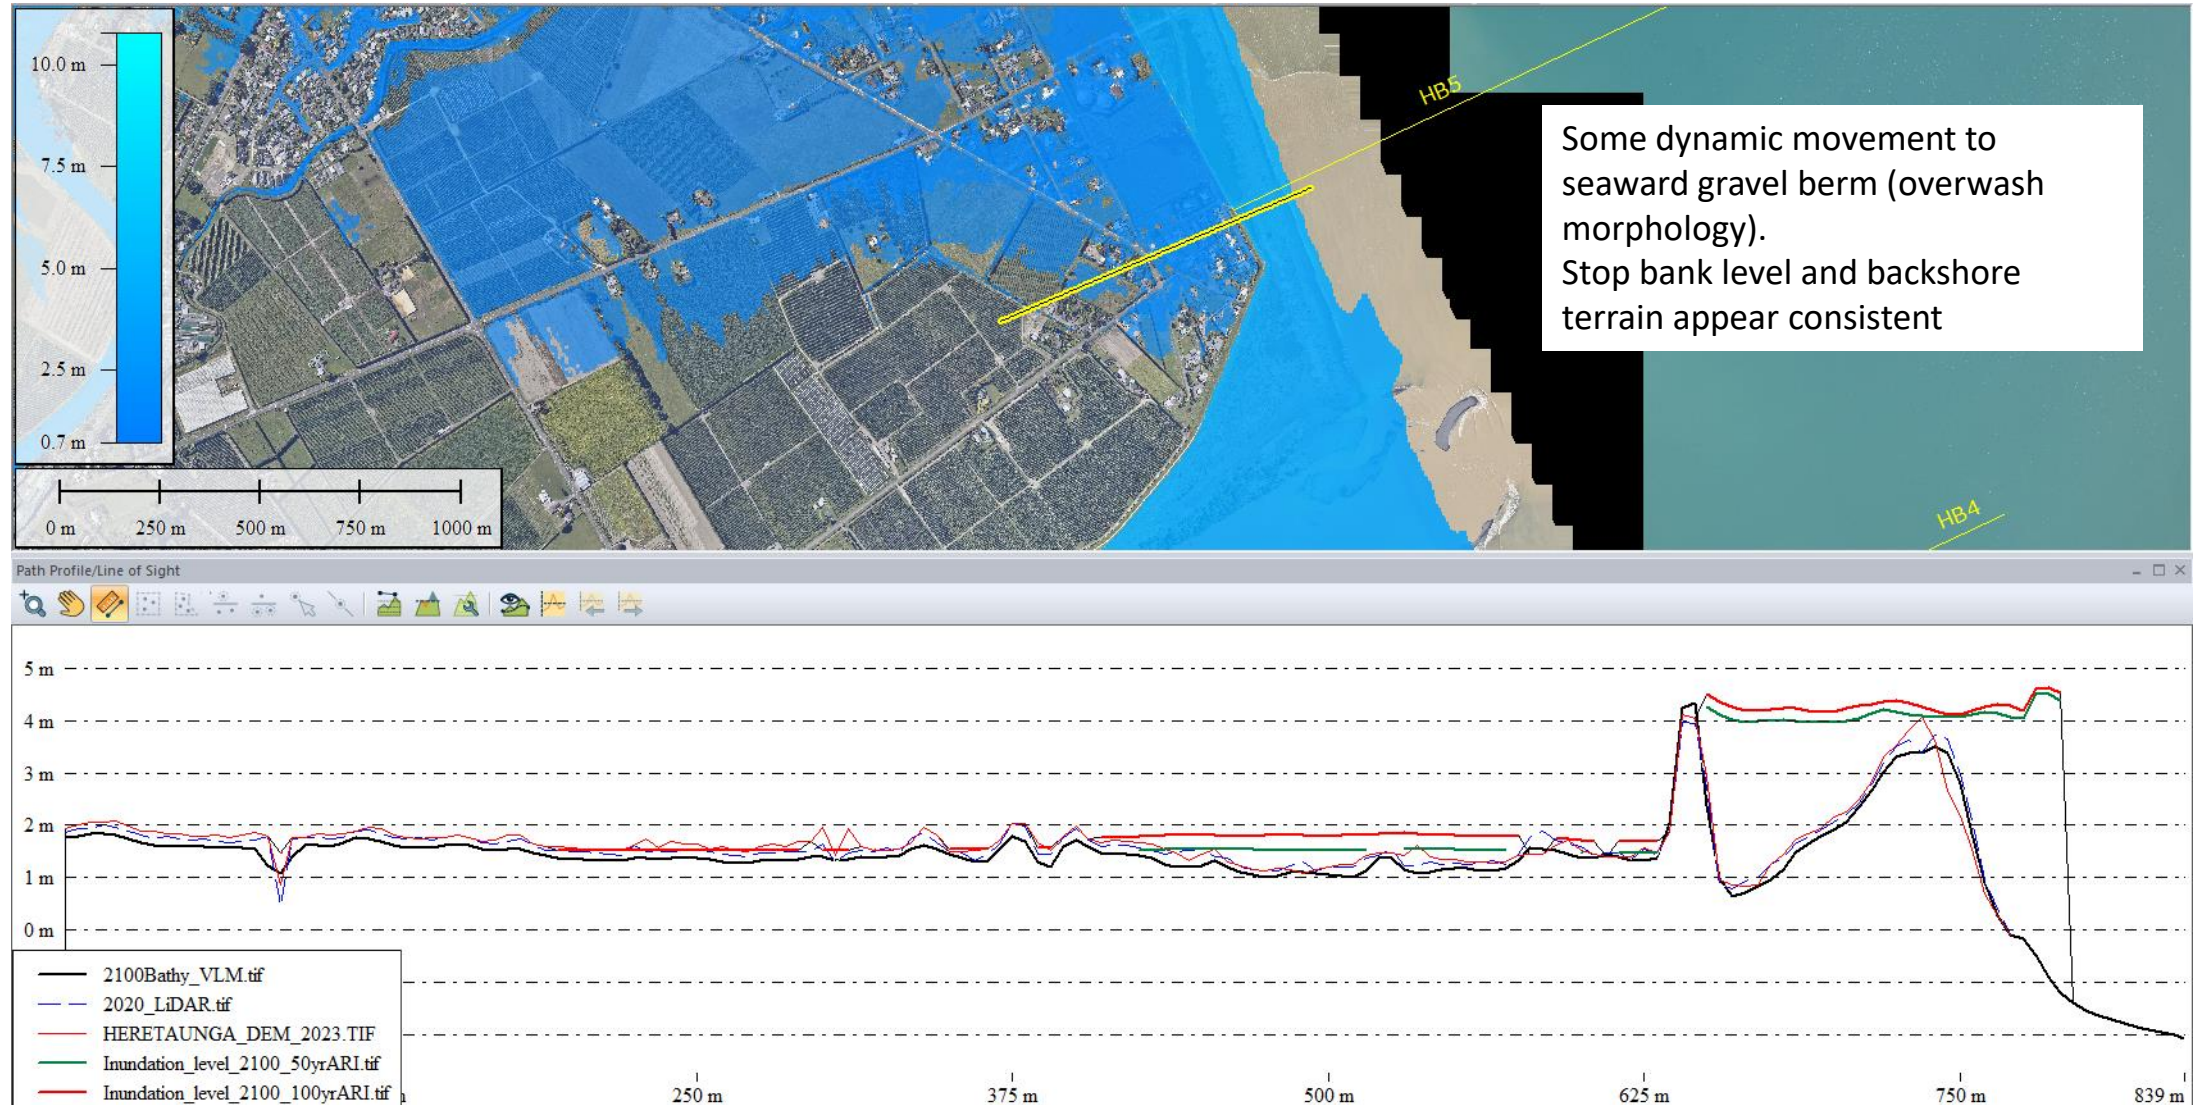 10.0 m
7.5 m
5.0 m
2.5 m
0.7 m
0 m 250 m 500 m 750 m 1000 m
HB5
HB4
Some dynamic movement to
seaward gravel berm (overwash
morphology).
Stop bank level and backshore
terrain appear consistent
Path Profile/Line of Sight
5 m
4 m
3 m
2 m
1 m
0 m
2100Bathy_VLM.tif
2020_LiDAR.tif
HERETAUNGA_DEM_2023.TIF
Inundation_level_2100_50yrARI.tif
Inundation_level_2100_100yrARI.tif
250 m 375 m 500 m 625 m 750 m 839 m